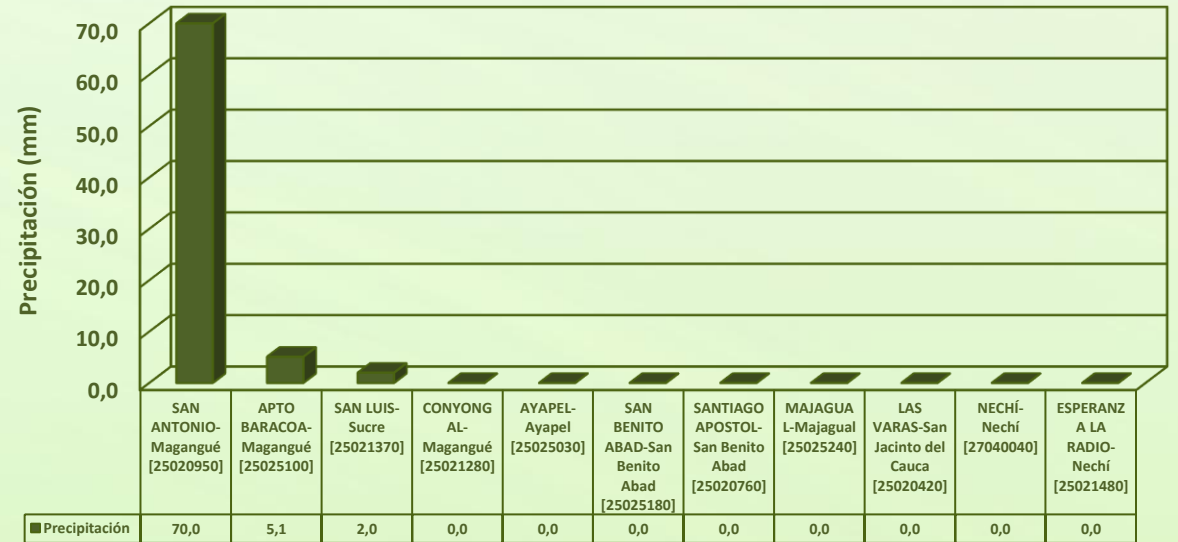 Precipitación (mm)
70,0
60,0
50,0
40,0
30,0
20,0
10,0
0,0
SAN
ANTONIO-
Magangué
[25020950]
APTO
BARACOA-
Magangué
[25025100]
SAN LUIS-
Sucre
[25021370]
CONYONG
AL-
Magangué
[25021280]
AYAPEL-
Ayapel
[25025030]
SAN
BENITO
ABAD-San
Benito
Abad
[25025180]
SANTIAGO
APOSTOL-
San Benito
Abad
[25020760]
MAJAGUA
L-Majagual
[25025240]
LAS
VARAS-San
Jacinto del
Cauca
[25020420]
NECHÍ-
Nechí
[27040040]
ESPERANZ
A LA
RADIO-
Nechí
[25021480]
Precipitación 70,0 5,1 2,0 0,0 0,0 0,0 0,0 0,0 0,0 0,0 0,0